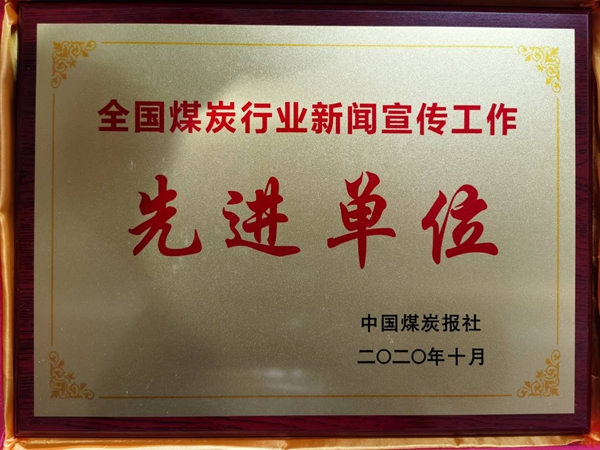 全国煤炭行业新闻宣传工作
先进单位
中国煤炭报社
二〇二〇年十月